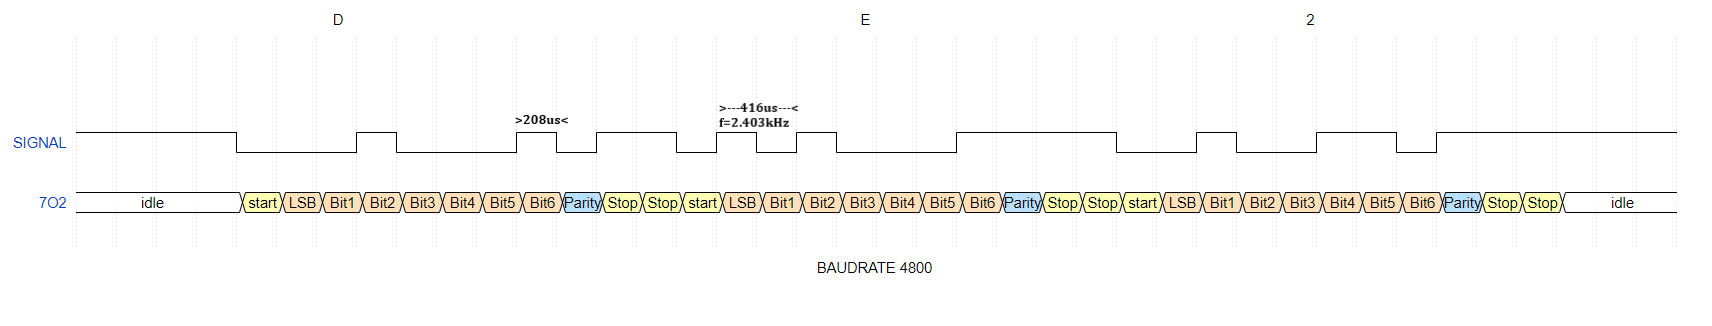 D E 2
>---416us---<
>208us< f=2.403kHz
SIGNAL
7O2 idle start LSB Bit1 Bit2 Bit3 Bit4 Bit5 Bit6 Parity Stop Stop start LSB Bit1 Bit2 Bit3 Bit4 Bit5 Bit6 Parity Stop Stop start LSB Bit1 Bit2 Bit3 Bit4 Bit5 Bit6 Parity Stop Stop idle
BAUDRATE 4800